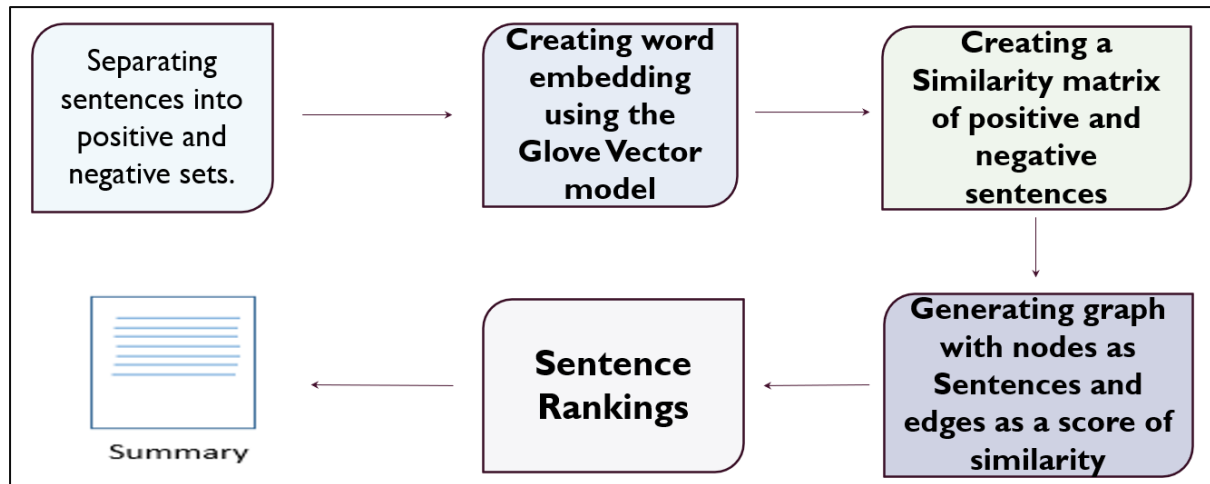 Separating
sentences into
positive and
negative sets.
Creating word
embedding
using the
Glove Vector
model
Creating a
Similarity matrix
of positive and
negative
sentences
Generating graph
with nodes as
Sentences and
edges as a score of
similarity
Sentence
Rankings
Summary